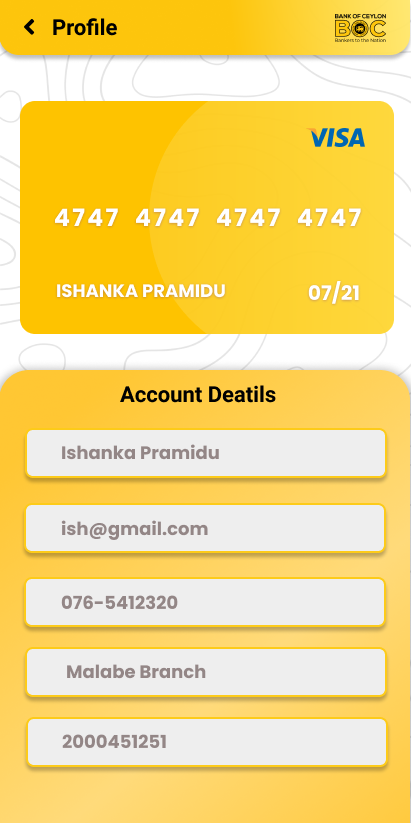 Profile
BANK OF CEYLON
BOC
Bankers to the Nation
VISA
4747 4747 4747 4747
ISHANKA PRAMIDU 07/21
Account Deatils
Ishanka Pramidu
ish@gmail.com
076-5412320
Malabe Branch
2000451251